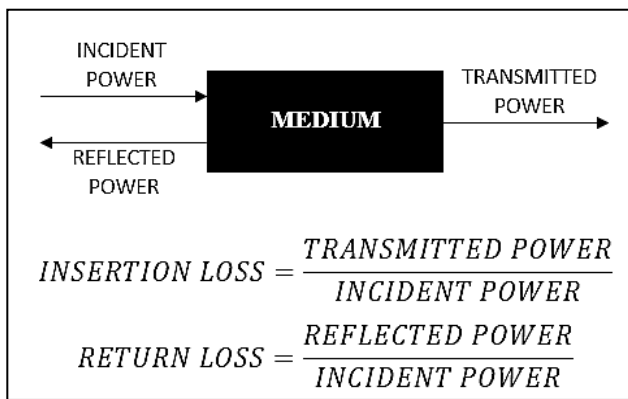 INCIDENT
POWER
TRANSMITTED
POWER
MEDIUM
REFLECTED
POWER
INSERTION LOSS = TRANSMITTED POWER / INCIDENT POWER
RETURN LOSS = REFLECTED POWER / INCIDENT POWER